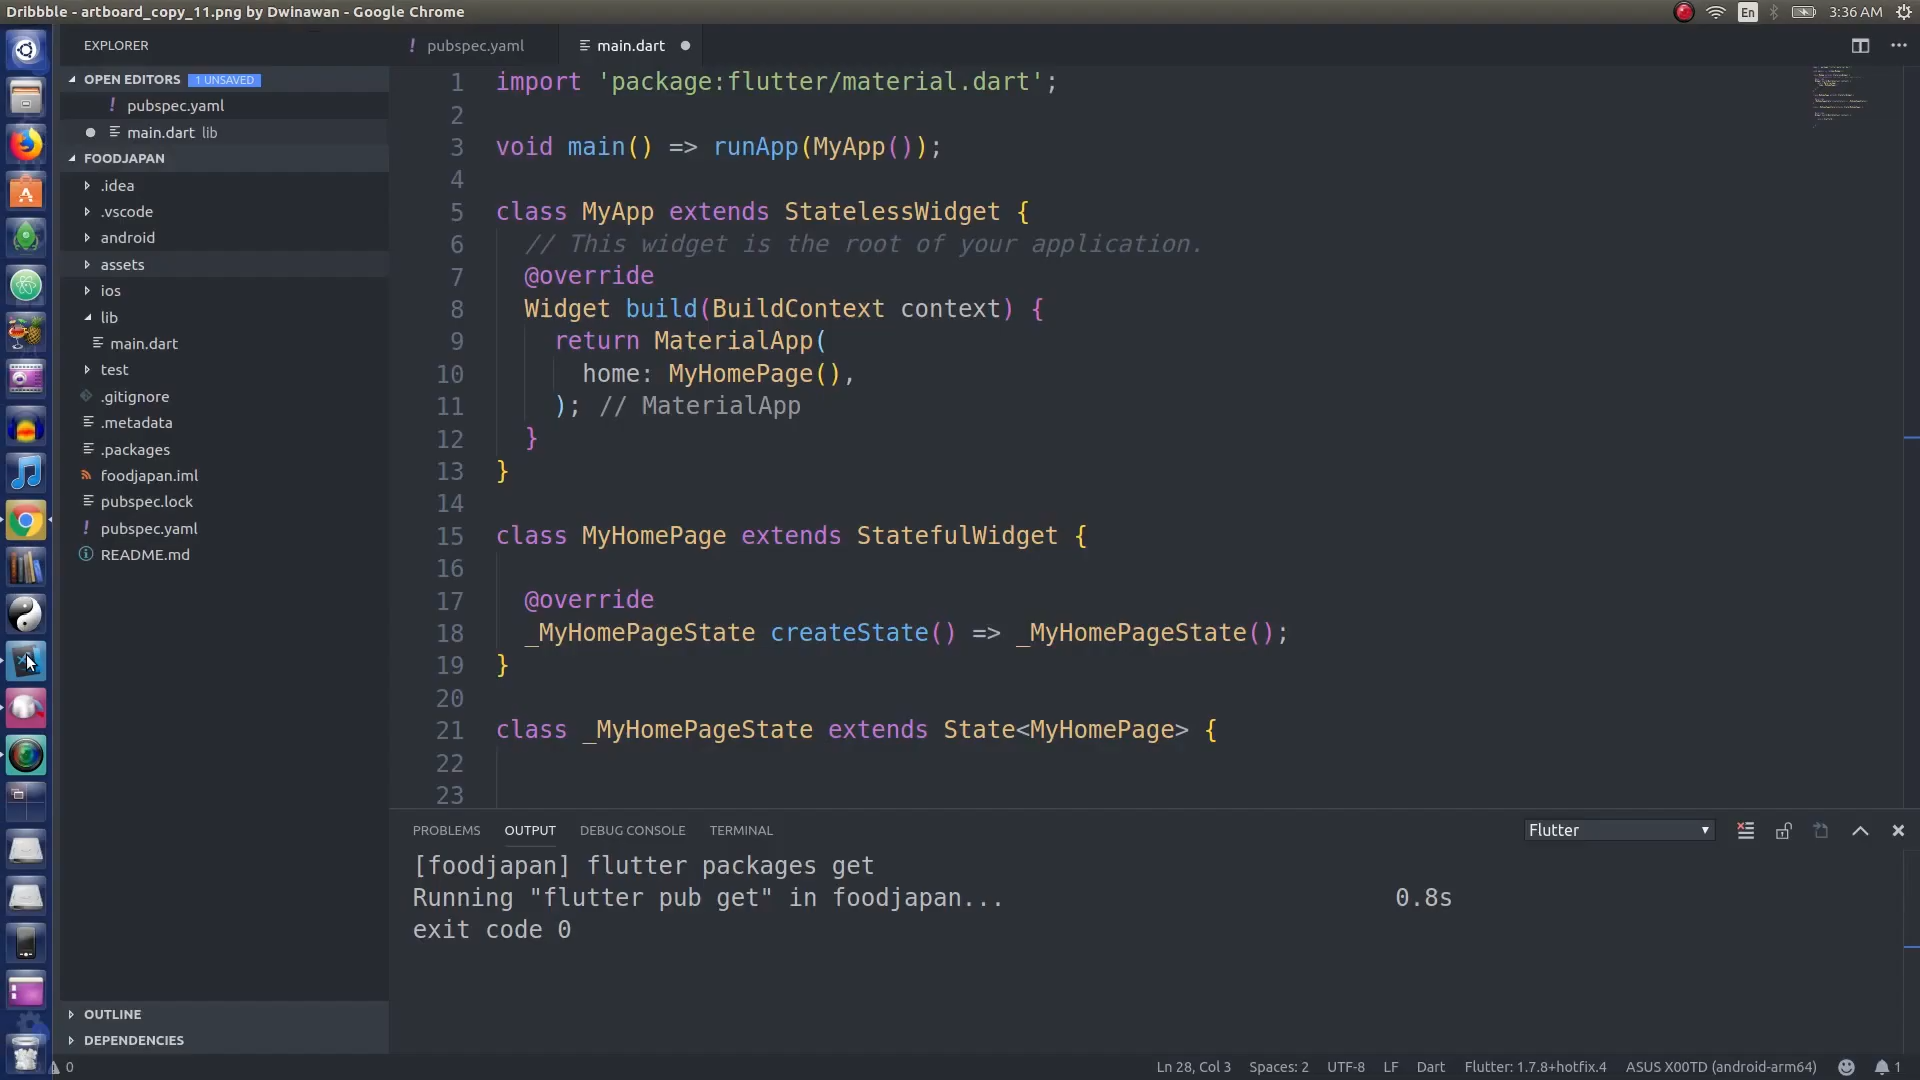 Dribbble - artboard_copy_11.png by Dwinawan - Google Chrome
En
3:36 AM
EXPLORER
OPEN EDITORS 1 UNSAVED
! pubspec.yaml
main.dart lib
FOODJAPAN
.idea
.vscode
android
assets
ios
lib
main.dart
test
.gitignore
.metadata
.packages
foodjapan.iml
pubspec.lock
! pubspec.yaml
README.md
OUTLINE
DEPENDENCIES
! pubspec.yaml
main.dart
1 import 'package:flutter/material.dart';
2
3 void main() => runApp(MyApp());
4
5 class MyApp extends StatelessWidget {
6 // This widget is the root of your application.
7 @override
8 Widget build(BuildContext context) {
9 return MaterialApp(
10 home: MyHomePage(),
11 ); // MaterialApp
12 }
13 }
14
15 class MyHomePage extends StatefulWidget {
16
17 @override
18 _MyHomePageState createState() => _MyHomePageState();
19 }
20
21 class _MyHomePageState extends State<MyHomePage> {
22
23
PROBLEMS OUTPUT DEBUG CONSOLE TERMINAL
Flutter
[foodjapan] flutter packages get
Running "flutter pub get" in foodjapan... 0.8s
exit code 0
0
Ln 28, Col 3 Spaces: 2 UTF-8 LF Dart Flutter: 1.7.8+hotfix.4 ASUS X00TD (android-arm64) 1